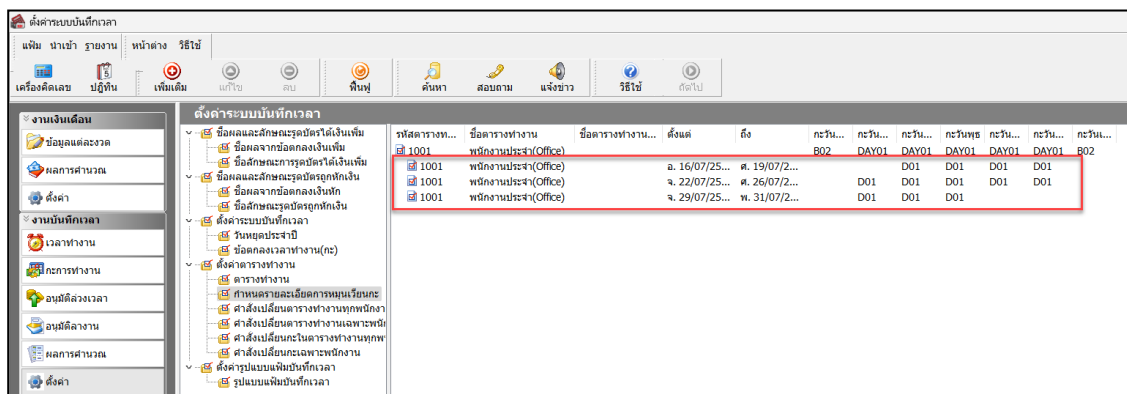 ตั้งค่าระบบบันทึกเวลา
แฟ้ม นำเข้า รายงาน หน้าต่าง วิธีใช้
เครื่องคิดเลข ปฎิทิน เพิ่มเติม แก้ไข ลบ ฟื้นฟู ค้นหา สอบถาม แจ้งข่าว วิธีใช้ ถัดไป
งานเงินเดือน
ข้อมูลแต่ละงวด
ผลการคำนวณ
ตั้งค่า
งานบันทึกเวลา
เวลาทำงาน
กะการทำงาน
อนุมัติล่วงเวลา
อนุมัติลางาน
ผลการคำนวณ
ตั้งค่า
ตั้งค่าระบบบันทึกเวลา
ชื่อผลและลักษณะรูดบัตรได้เงินเพิ่ม
ชื่อผลจากข้อตกลงเงินเพิ่ม
ชื่อลักษณะการรูดบัตรได้เงินเพิ่ม
ชื่อผลและลักษณะรูดบัตรถูกหักเงิน
ชื่อผลจากข้อตกลงเงินหัก
ชื่อลักษณะรูดบัตรถูกหักเงิน
ตั้งค่าระบบบันทึกเวลา
วันหยุดประจำปี
ข้อตกลงเวลาทำงาน(กะ)
ตั้งค่าตารางทำงาน
ตารางทำงาน
กำหนดรายละเอียดการหมุนเวียนกะ
คำสั่งเปลี่ยนตารางทำงานทุกพนักงา
คำสั่งเปลี่ยนตารางทำงานเฉพาะพนั
คำสั่งเปลี่ยนกะในตารางทำงานทุกพ
คำสั่งเปลี่ยนกะเฉพาะพนักงาน
ตั้งค่ารูปแบบแฟ้มบันทึกเวลา
รูปแบบแฟ้มบันทึกเวลา
รหัสตารางท... ชื่อตารางทำงาน ชื่อตารางทำงาน... ตั้งแต่ ถึง กะวัน... กะวัน... กะวัน... กะวันพุธ กะวัน... กะวัน... กะวันเ...
1001 พนักงานประจำ(Office) B02 DAY01 DAY01 DAY01 DAY01 DAY01 B02
1001 พนักงานประจำ(Office) อ. 16/07/25... ศ. 19/07/2... D01 D01 D01 D01
1001 พนักงานประจำ(Office) จ. 22/07/25... ศ. 26/07/2... D01 D01 D01 D01 D01
1001 พนักงานประจำ(Office) จ. 29/07/25... พ. 31/07/2... D01 D01 D01